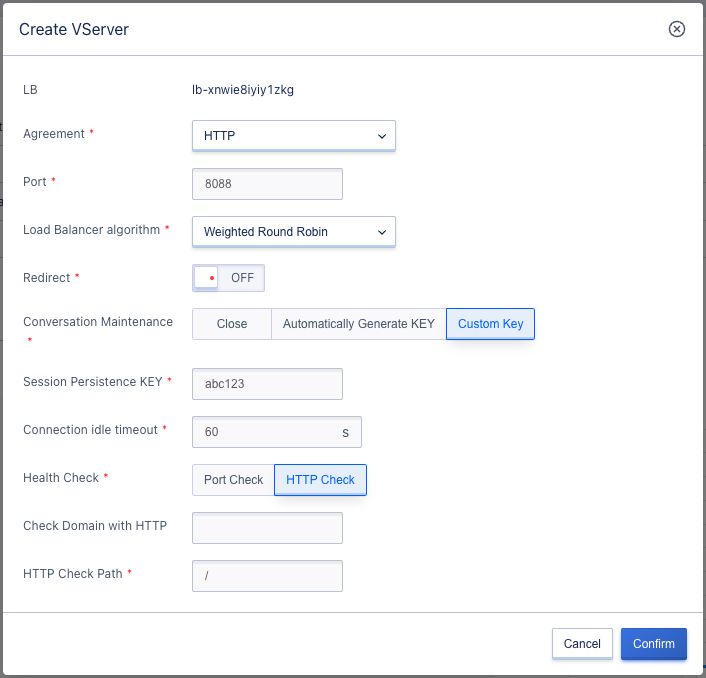 Create VServer
LB lb-xnwie8iyiy1zkg
Agreement * HTTP
Port * 8088
Load Balancer algorithm * Weighted Round Robin
Redirect * OFF
Conversation Maintenance * Close Automatically Generate KEY Custom Key
Session Persistence KEY * abc123
Connection idle timeout * 60 s
Health Check * Port Check HTTP Check
Check Domain with HTTP
HTTP Check Path * /
Cancel Confirm